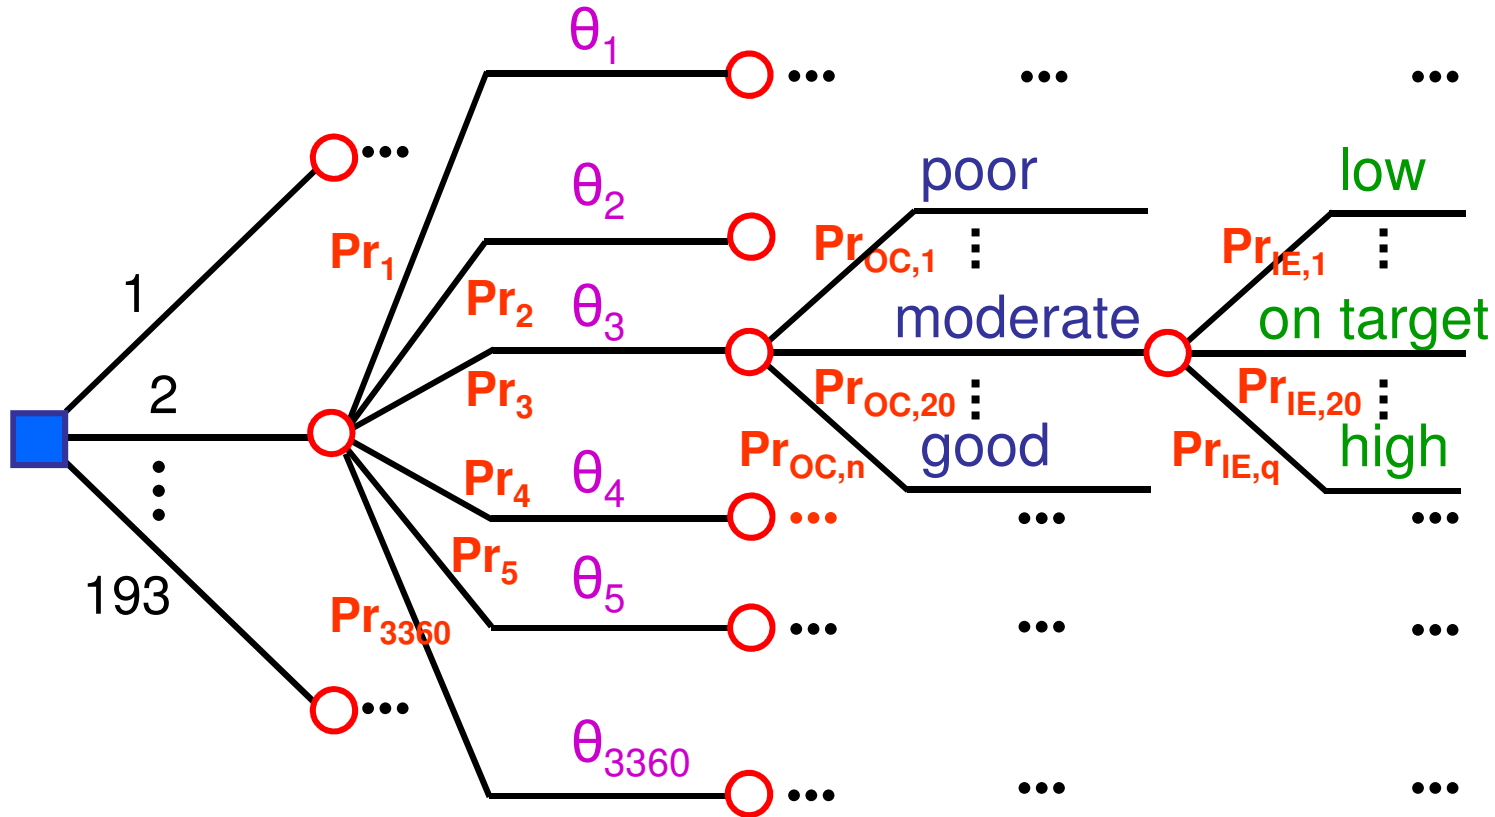 θ1
poor
low
θ2
Pr1
PrOC,1
PrIE,1
1
Pr2
θ3
moderate
on target
2
Pr3
PrOC,20
PrIE,20
good
high
PrOC,n
PrIE,q
Pr4
θ4
Pr5
θ5
193
Pr3360
θ3360